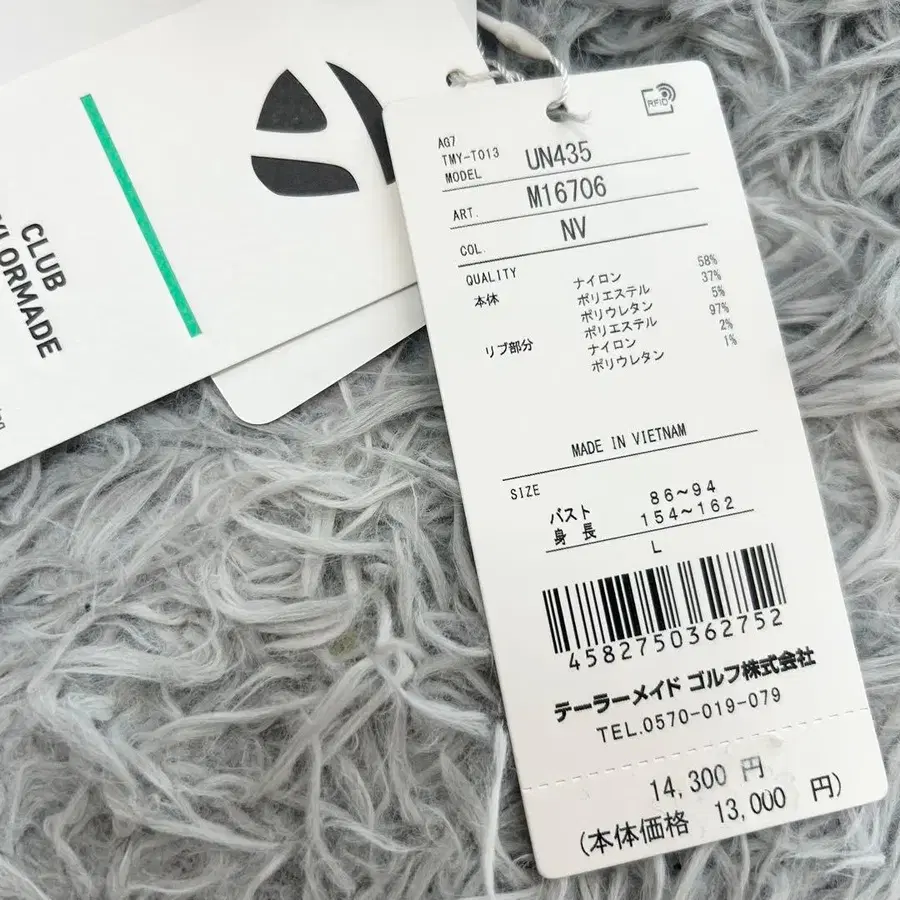 CLUB
TAYLORMADE
RFID
AG7
TMY-T013
MODEL UN435
ART. M16706
COL. NV
QUALITY
本体 ナイロン 58%
ポリエステル 37%
ポリウレタン 5%
リブ部分 ポリエステル 97%
ナイロン 2%
ポリウレタン 1%
MADE IN VIETNAM
SIZE
バスト 86~94
身 長 154~162
L
4582750362752
テーラーメイド ゴルフ株式会社
TEL.0570-019-079
14,300 円
(本体価格 13,000 円)